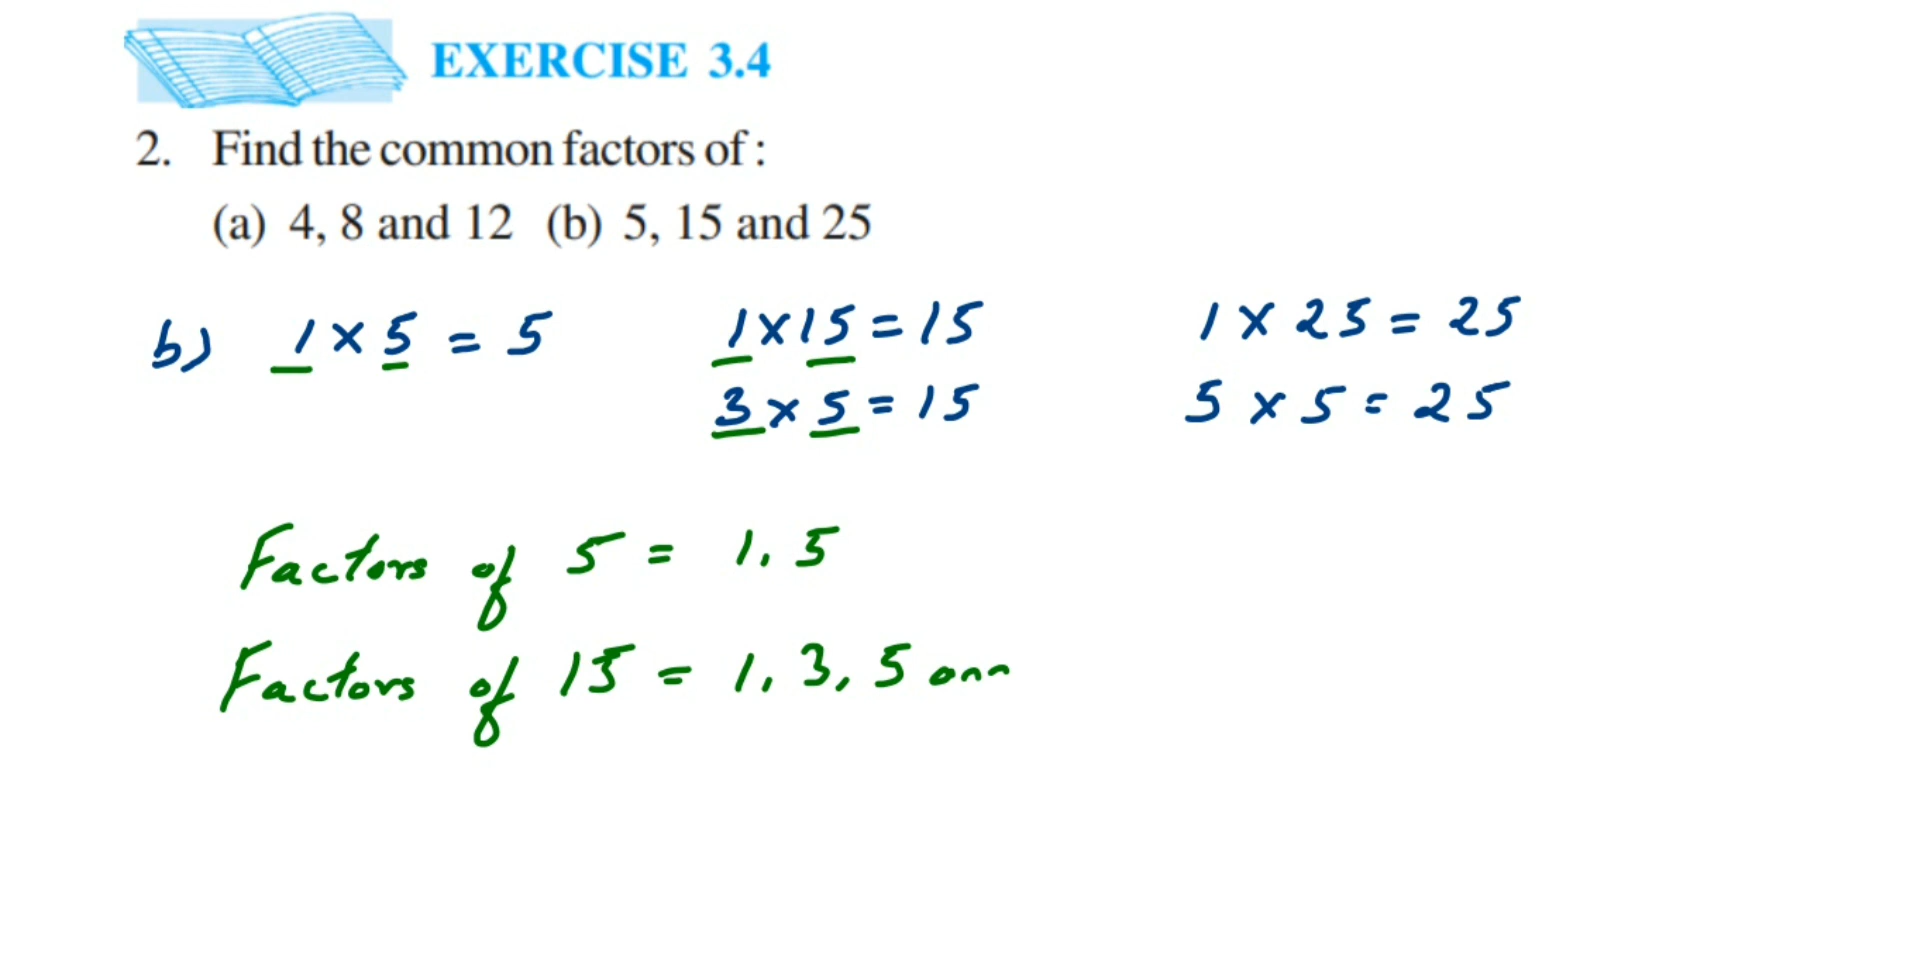 EXERCISE 3.4
2. Find the common factors of :
(a) 4, 8 and 12 (b) 5, 15 and 25
b) 1 × 5 = 5 1 × 15 = 15 1 × 25 = 25
3 × 5 = 15 5 × 5 = 25
Factors of 5 = 1, 5
Factors of 15 = 1, 3, 5